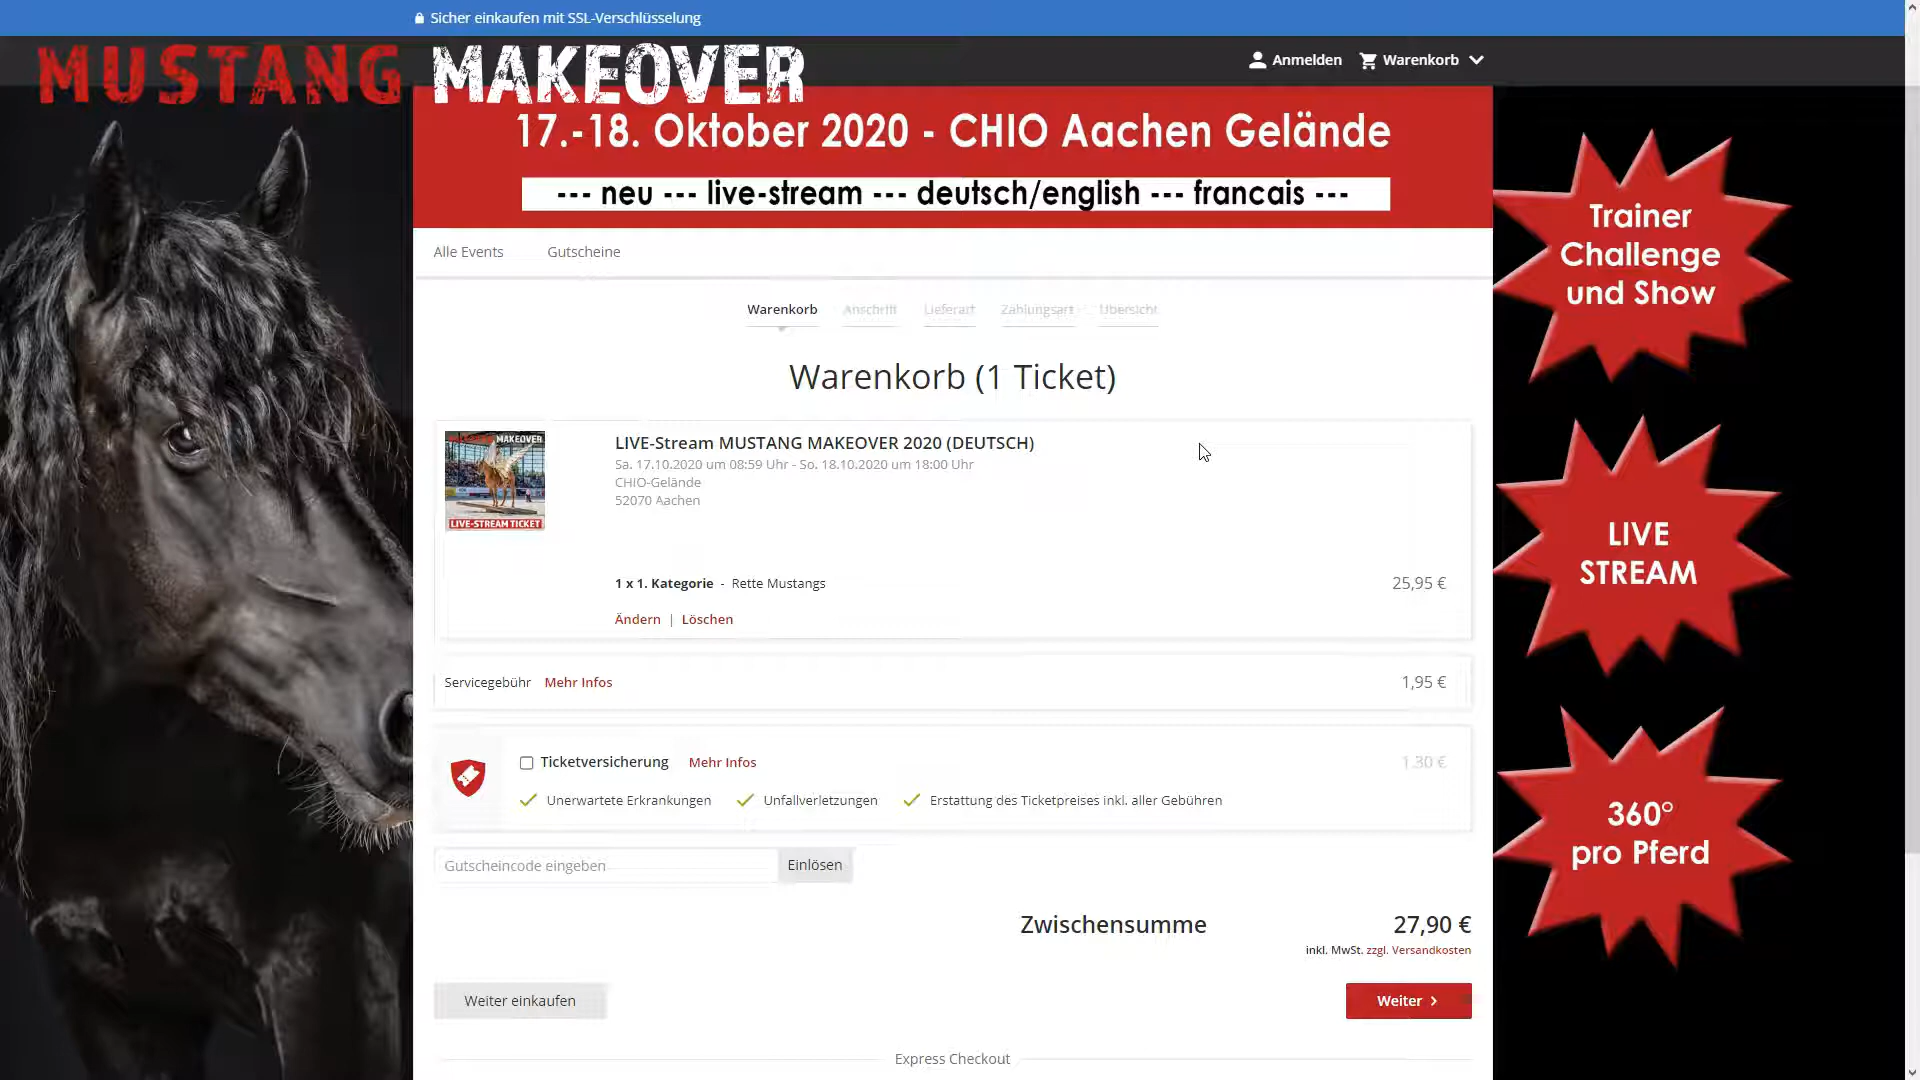 Sicher einkaufen mit SSL-Verschlüsselung
MUSTANG MAKEOVER
Anmelden
Warenkorb
17.-18. Oktober 2020 - CHIO Aachen Gelände
--- neu --- live-stream --- deutsch/english --- francais ---
Alle Events
Gutscheine
Warenkorb
Anschrift
Lieferart
Zahlungsart
Übersicht
Warenkorb (1 Ticket)
MAKEOVER
LIVE-STREAM TICKET
LIVE-Stream MUSTANG MAKEOVER 2020 (DEUTSCH)
Sa. 17.10.2020 um 08:59 Uhr - So. 18.10.2020 um 18:00 Uhr
CHIO-Gelände
52070 Aachen
1 x 1. Kategorie - Rette Mustangs
25,95 €
Ändern | Löschen
Servicegebühr Mehr Infos
1,95 €
Ticketversicherung Mehr Infos
1,30 €
Unerwartete Erkrankungen
Unfallverletzungen
Erstattung des Ticketpreises inkl. aller Gebühren
Gutscheincode eingeben
Einlösen
Zwischensumme
27,90 €
inkl. MwSt. zzgl. Versandkosten
Weiter einkaufen
Weiter
Express Checkout
Trainer
Challenge
und Show
LIVE
STREAM
360°
pro Pferd